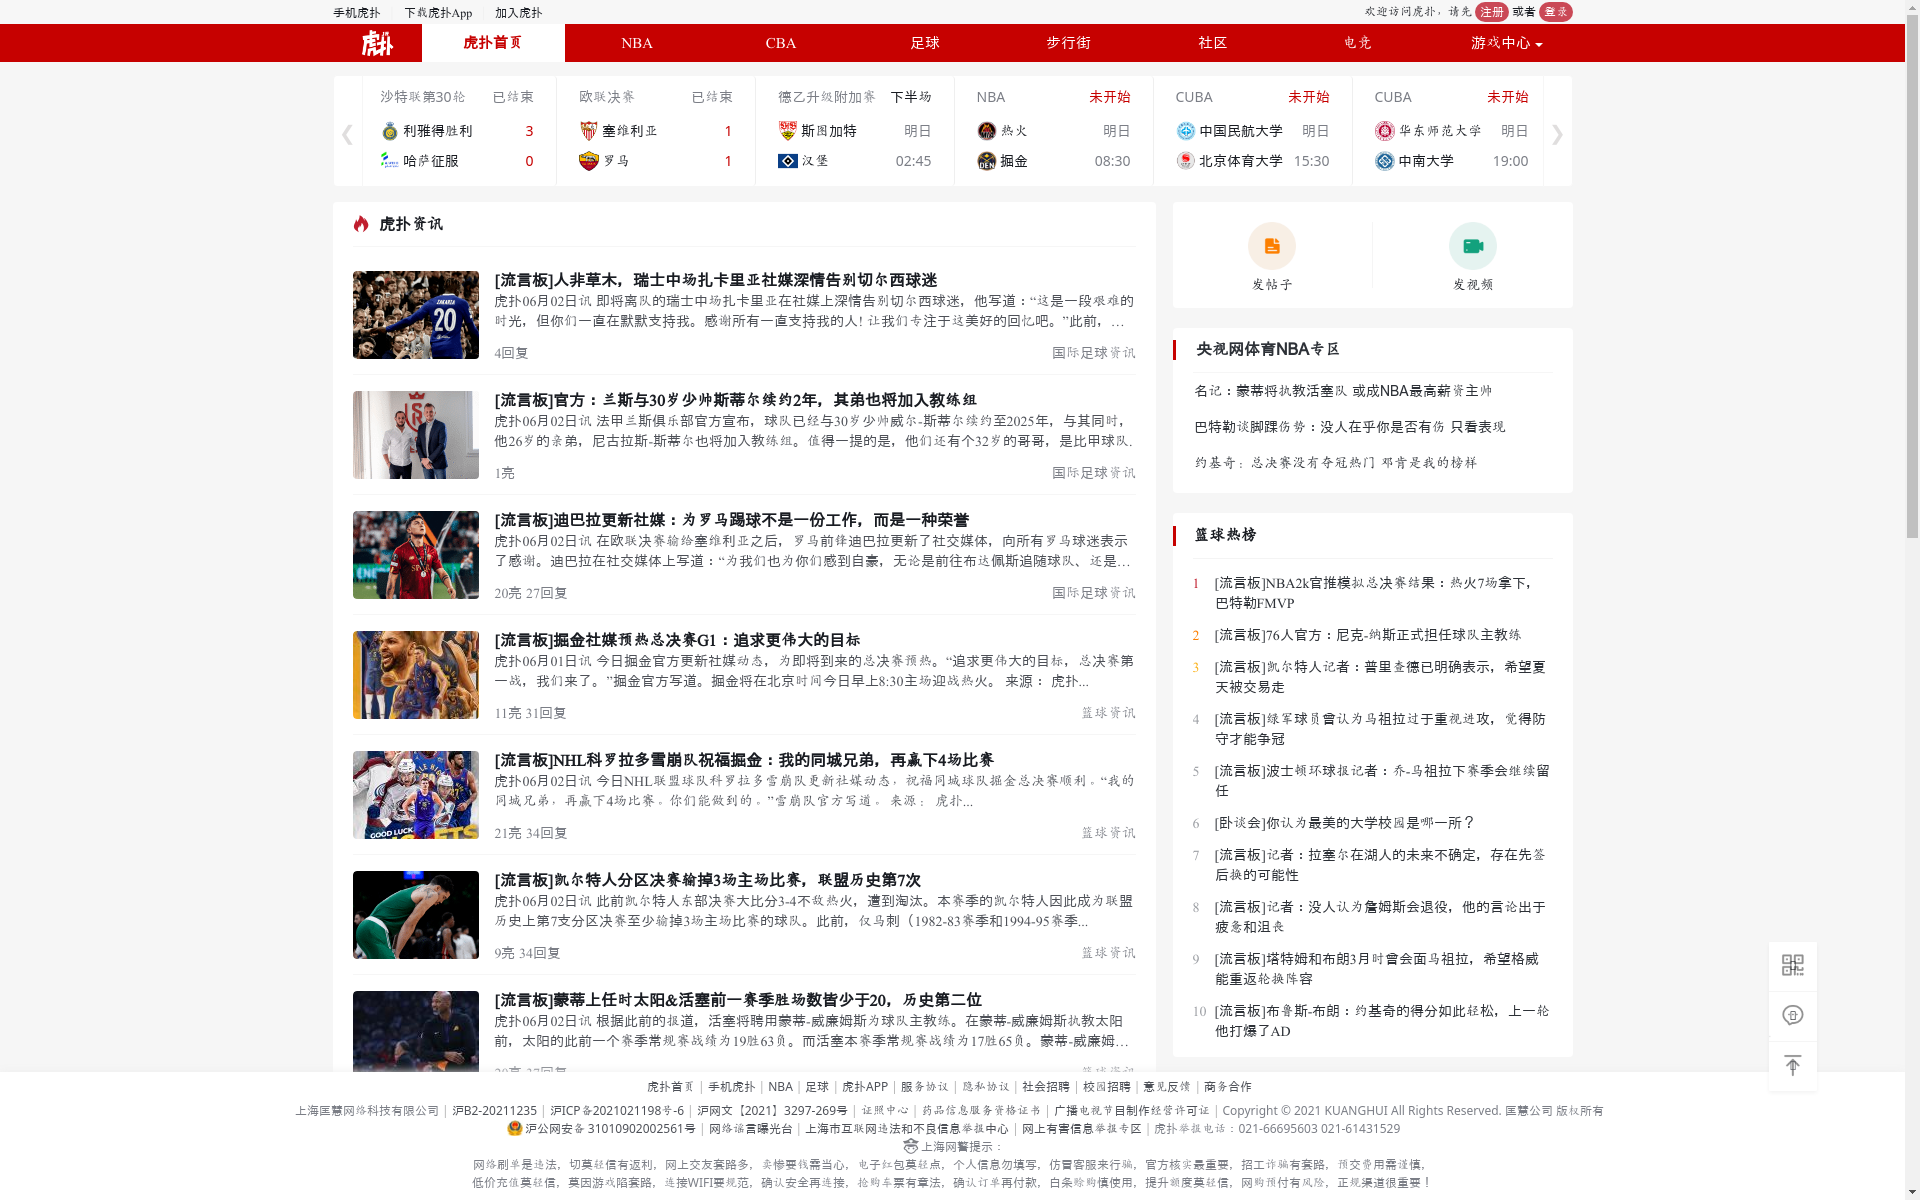 手机虎扑 下载虎扑App 加入虎扑 欢迎访问虎扑，请先 注册 或者 登录
虎扑 虎扑首页 NBA CBA 足球 步行街 社区 电竞 游戏中心
沙特联第30轮 已结束
利雅得胜利 3
哈萨征服 0
欧联决赛 已结束
塞维利亚 1
罗马 1
德乙升级附加赛 下半场
斯图加特 明日
汉堡 02:45
NBA 未开始
热火 明日
掘金 08:30
CUBA 未开始
中国民航大学 明日
北京体育大学 15:30
CUBA 未开始
华东师范大学 明日
中南大学 19:00
虎扑资讯
[流言板]人非草木，瑞士中场扎卡里亚社媒深情告别切尔西球迷
虎扑06月02日讯 即将离队的瑞士中场扎卡里亚在社媒上深情告别切尔西球迷，他写道：“这是一段艰难的
时光，但你们一直在默默支持我。感谢所有一直支持我的人! 让我们专注于这美好的回忆吧。”此前，…
4回复 国际足球资讯
[流言板]官方：兰斯与30岁少帅斯蒂尔续约2年，其弟也将加入教练组
虎扑06月02日讯 法甲兰斯俱乐部官方宣布，球队已经与30岁少帅威尔-斯蒂尔续约至2025年，与其同时，
他26岁的亲弟，尼古拉斯-斯蒂尔也将加入教练组。值得一提的是，他们还有个32岁的哥哥，是比甲球队.
1亮 国际足球资讯
[流言板]迪巴拉更新社媒：为罗马踢球不是一份工作，而是一种荣誉
虎扑06月02日讯 在欧联决赛输给塞维利亚之后，罗马前锋迪巴拉更新了社交媒体，向所有罗马球迷表示
了感谢。迪巴拉在社交媒体上写道：“为我们也为你们感到自豪，无论是前往布达佩斯追随球队、还是…
20亮 27回复 国际足球资讯
[流言板]掘金社媒预热总决赛G1：追求更伟大的目标
虎扑06月01日讯 今日掘金官方更新社媒动态，为即将到来的总决赛预热。“追求更伟大的目标，总决赛第
一战，我们来了。”掘金官方写道。掘金将在北京时间今日早上8:30主场迎战热火。 来源： 虎扑...
11亮 31回复 篮球资讯
[流言板]NHL科罗拉多雪崩队祝福掘金：我的同城兄弟，再赢下4场比赛
虎扑06月02日讯 今日NHL联盟球队科罗拉多雪崩队更新社媒动态，祝福同城球队掘金总决赛顺利。“我的
同城兄弟，再赢下4场比赛。你们能做到的。”雪崩队官方写道。 来源： 虎扑...
21亮 34回复 篮球资讯
[流言板]凯尔特人分区决赛输掉3场主场比赛，联盟历史第7次
虎扑06月02日讯 此前凯尔特人东部决赛大比分3-4不敌热火，遭到淘汰。本赛季的凯尔特人因此成为联盟
历史上第7支分区决赛至少输掉3场主场比赛的球队。此前，仅马刺（1982-83赛季和1994-95赛季...
9亮 34回复 篮球资讯
[流言板]蒙蒂上任时太阳&活塞前一赛季胜场数皆少于20，历史第二位
虎扑06月02日讯 根据此前的报道，活塞将聘用蒙蒂-威廉姆斯为球队主教练。在蒙蒂-威廉姆斯执教太阳
前，太阳的此前一个赛季常规赛战绩为19胜63负。而活塞本赛季常规赛战绩为17胜65负。蒙蒂-威廉姆…
20亮 37回复 篮球资讯
发帖子 发视频
央视网体育NBA专区
名记：蒙蒂将执教活塞队 或成NBA最高薪资主帅
巴特勒谈脚踝伤势：没人在乎你是否有伤 只看表现
约基奇：总决赛没有夺冠热门 邓肯是我的榜样
篮球热榜
1 [流言板]NBA2k官推模拟总决赛结果：热火7场拿下，
巴特勒FMVP
2 [流言板]76人官方：尼克-纳斯正式担任球队主教练
3 [流言板]凯尔特人记者：普里查德已明确表示，希望夏
天被交易走
4 [流言板]绿军球员曾认为马祖拉过于重视进攻，觉得防
守才能争冠
5 [流言板]波士顿环球报记者：乔-马祖拉下赛季会继续留
任
6 [卧谈会]你认为最美的大学校园是哪一所？
7 [流言板]记者：拉塞尔在湖人的未来不确定，存在先签
后换的可能性
8 [流言板]记者：没人认为詹姆斯会退役，他的言论出于
疲惫和沮丧
9 [流言板]塔特姆和布朗3月时曾会面马祖拉，希望格威
能重返轮换阵容
10 [流言板]布鲁斯-布朗：约基奇的得分如此轻松，上一轮
他打爆了AD
虎扑首页 | 手机虎扑 | NBA | 足球 | 虎扑APP | 服务协议 | 隐私协议 | 社会招聘 | 校园招聘 | 意见反馈 | 商务合作
上海匡慧网络科技有限公司 | 沪B2-20211235 | 沪ICP备2021021198号-6 | 沪网文【2021】3297-269号 | 证照中心 | 药品信息服务资格证书 | 广播电视节目制作经营许可证 | Copyright © 2021 KUANGHUI All Rights Reserved. 匡慧公司 版权所有
沪公网安备 31010902002561号 | 网络谣言曝光台 | 上海市互联网违法和不良信息举报中心 | 网上有害信息举报专区 | 虎扑举报电话：021-66695603 021-61431529
上海网警提示：
网络刷单是违法，切莫轻信有返利，网上交友套路多，卖惨要钱需当心，电子红包莫轻点，个人信息勿填写，仿冒客服来行骗，官方核实最重要，招工诈骗有套路，预交费用需谨慎，
低价充值莫轻信，莫因游戏陷套路，连接WIFI要规范，确认安全再连接，抢购车票有章法，确认订单再付款，白条赊购慎使用，提升额度莫轻信，网购预付有风险，正规渠道很重要！